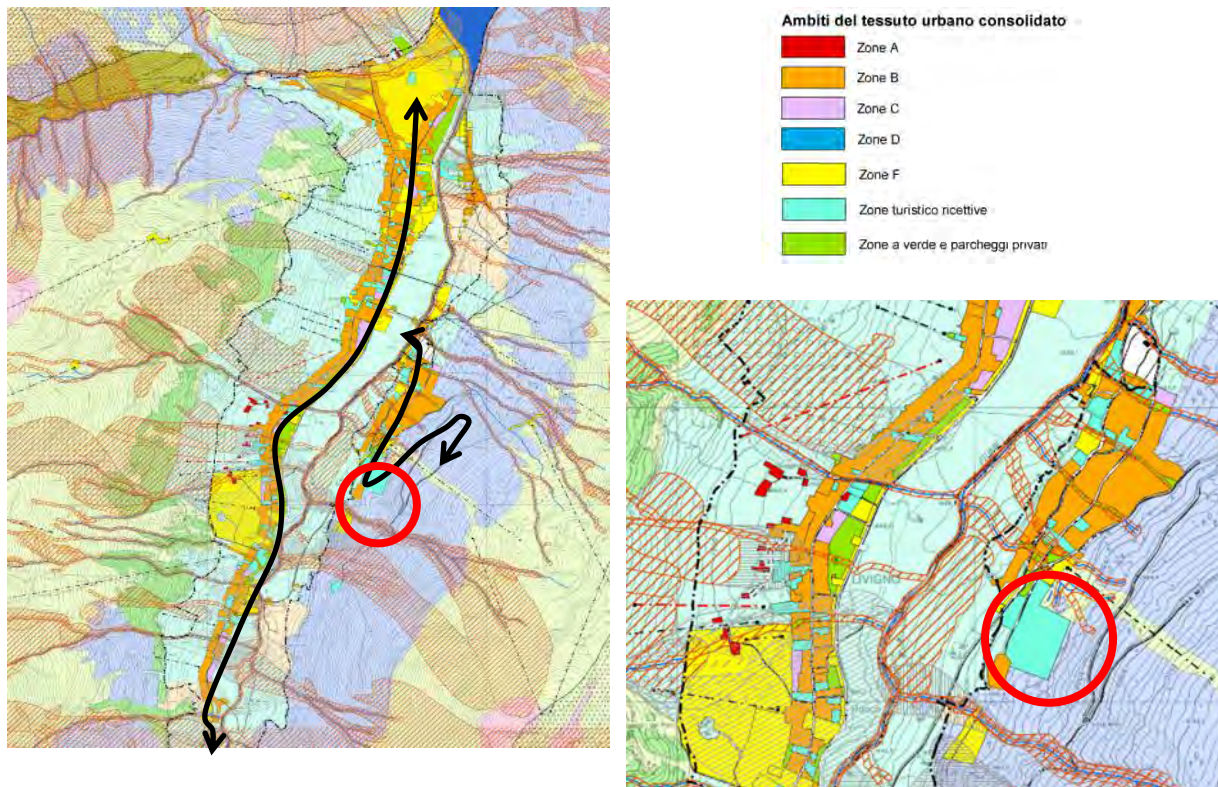 Ambiti del tessuto urbano consolidato
Zone A
Zone B
Zone C
Zone D
Zone F
Zone turistico ricettive
Zone a verde e parcheggi privati
LIVIGNO